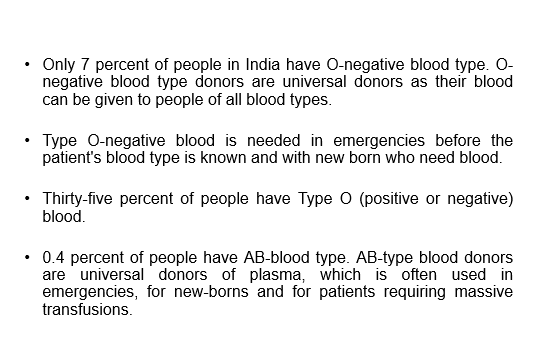 • Only 7 percent of people in India have O-negative blood type. O-
negative blood type donors are universal donors as their blood
can be given to people of all blood types.
• Type O-negative blood is needed in emergencies before the
patient's blood type is known and with new born who need blood.
• Thirty-five percent of people have Type O (positive or negative)
blood.
• 0.4 percent of people have AB-blood type. AB-type blood donors
are universal donors of plasma, which is often used in
emergencies, for new-borns and for patients requiring massive
transfusions.